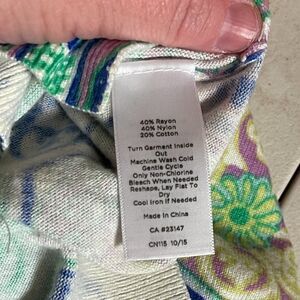 40% Rayon
40% Nylon
20% Cotton
Turn Garment Inside
Out
Machine Wash Cold
Gentle Cycle
Only Non-Chlorine
Bleach When Needed
Reshape, Lay Flat To
Dry
Cool Iron If Needed
Made In China
CA #23147
CN115 10/15